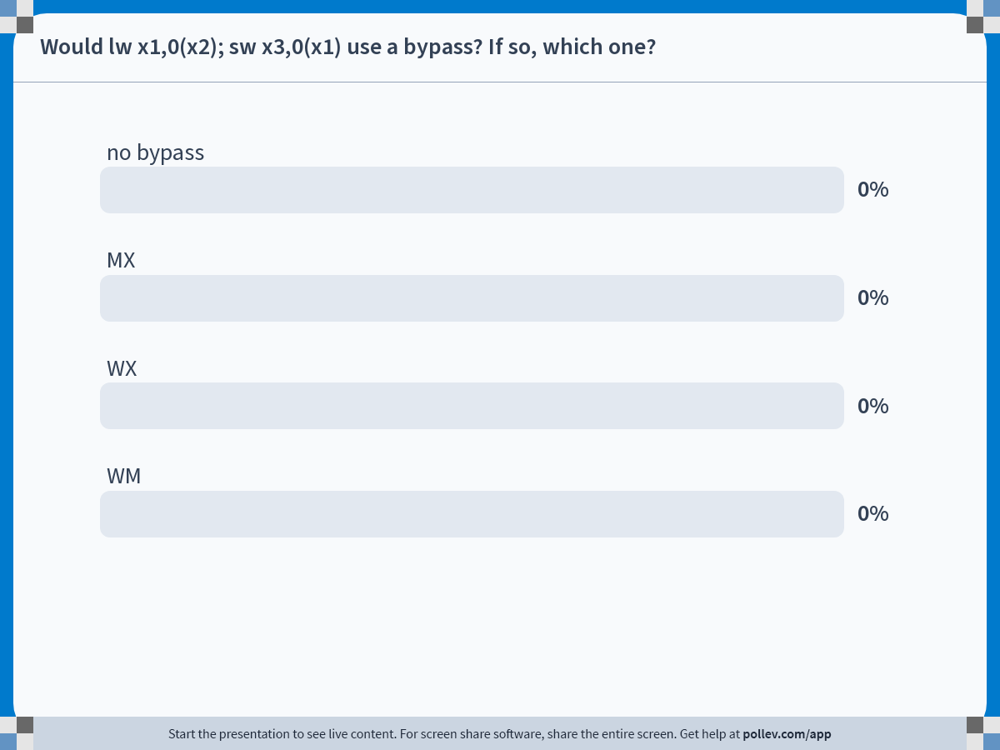 Would lw x1,0(x2); sw x3,0(x1) use a bypass? If so, which one?
no bypass
0%
MX
0%
WX
0%
WM
0%
Start the presentation to see live content. For screen share software, share the entire screen. Get help at pollev.com/app